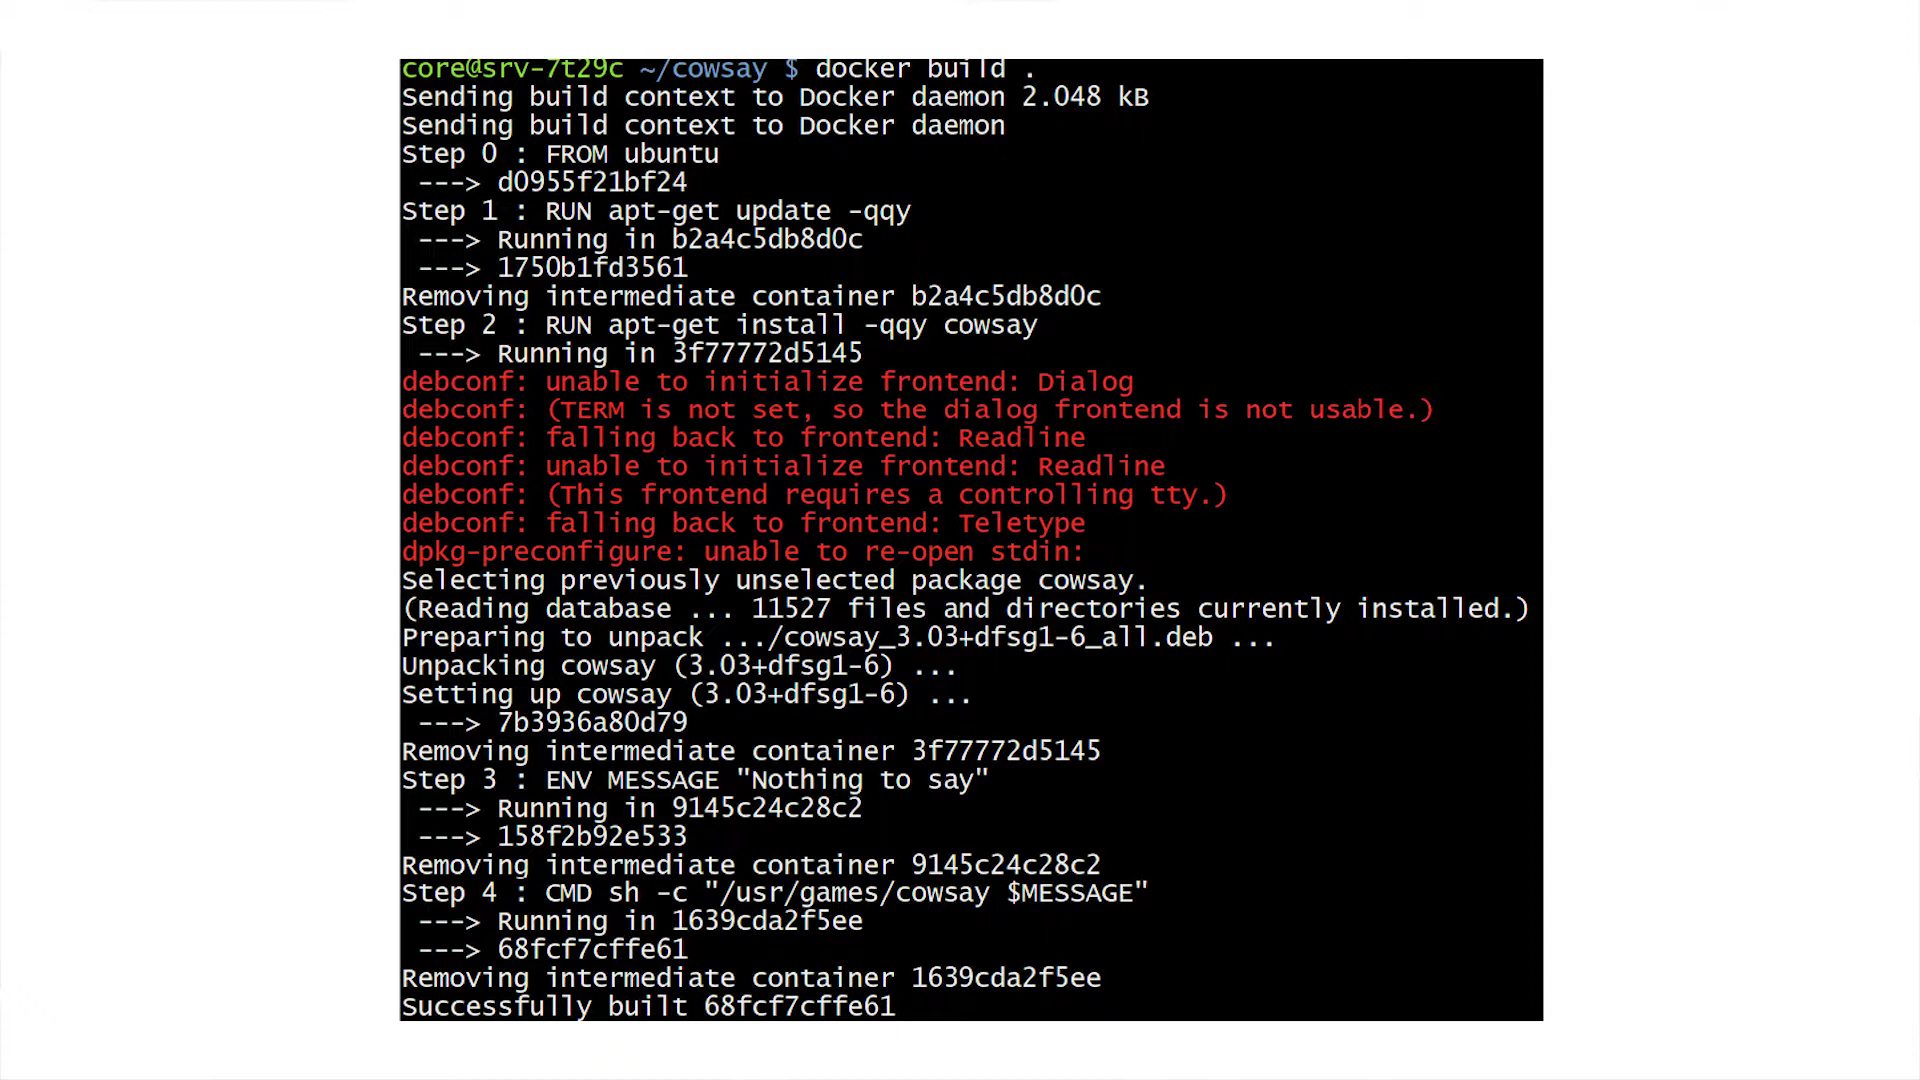 core@srv-7t29c ~/cowsay $ docker build .
Sending build context to Docker daemon 2.048 kB
Sending build context to Docker daemon
Step 0 : FROM ubuntu
 ---> d0955f21bf24
Step 1 : RUN apt-get update -qqy
 ---> Running in b2a4c5db8d0c
 ---> 1750b1fd3561
Removing intermediate container b2a4c5db8d0c
Step 2 : RUN apt-get install -qqy cowsay
 ---> Running in 3f77772d5145
debconf: unable to initialize frontend: Dialog
debconf: (TERM is not set, so the dialog frontend is not usable.)
debconf: falling back to frontend: Readline
debconf: unable to initialize frontend: Readline
debconf: (This frontend requires a controlling tty.)
debconf: falling back to frontend: Teletype
dpkg-preconfigure: unable to re-open stdin:
Selecting previously unselected package cowsay.
(Reading database ... 11527 files and directories currently installed.)
Preparing to unpack .../cowsay_3.03+dfsg1-6_all.deb ...
Unpacking cowsay (3.03+dfsg1-6) ...
Setting up cowsay (3.03+dfsg1-6) ...
 ---> 7b3936a80d79
Removing intermediate container 3f77772d5145
Step 3 : ENV MESSAGE "Nothing to say"
 ---> Running in 9145c24c28c2
 ---> 158f2b92e533
Removing intermediate container 9145c24c28c2
Step 4 : CMD sh -c "/usr/games/cowsay $MESSAGE"
 ---> Running in 1639cda2f5ee
 ---> 68fcf7cffe61
Removing intermediate container 1639cda2f5ee
Successfully built 68fcf7cffe61